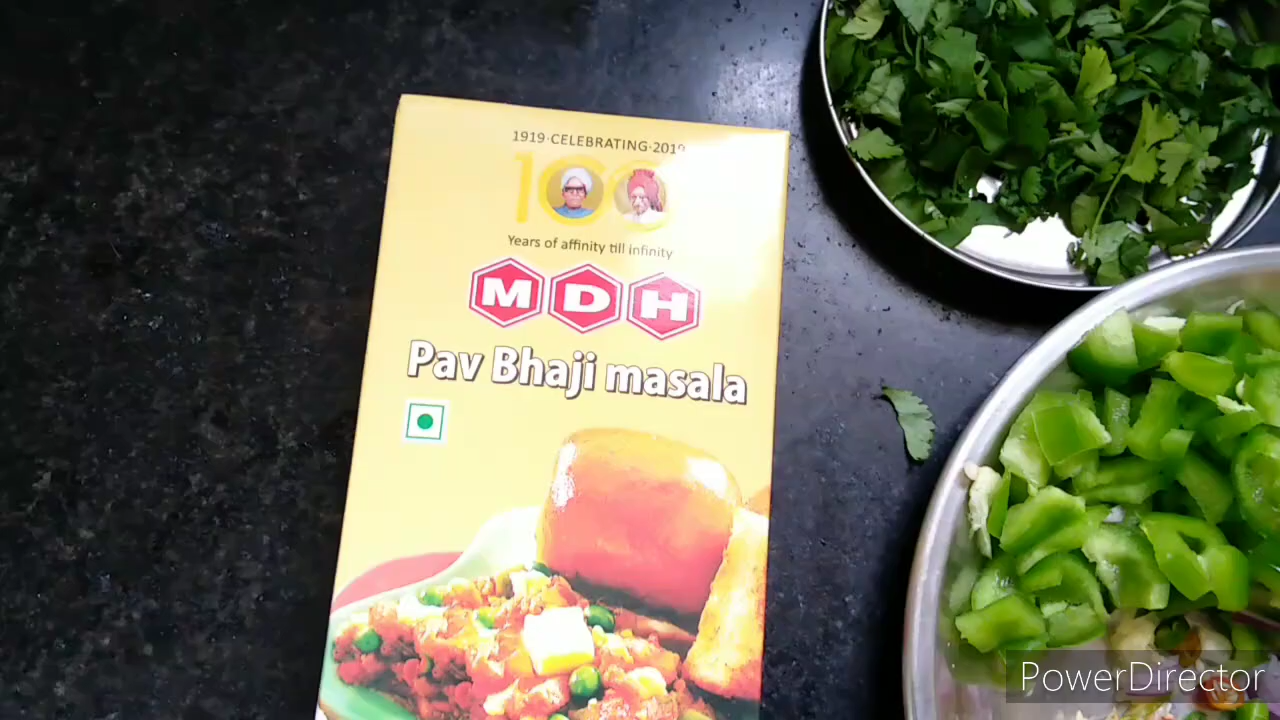 1919·CELEBRATING·2019
100
Years of affinity till infinity
MDH
Pav Bhaji masala
PowerDirector